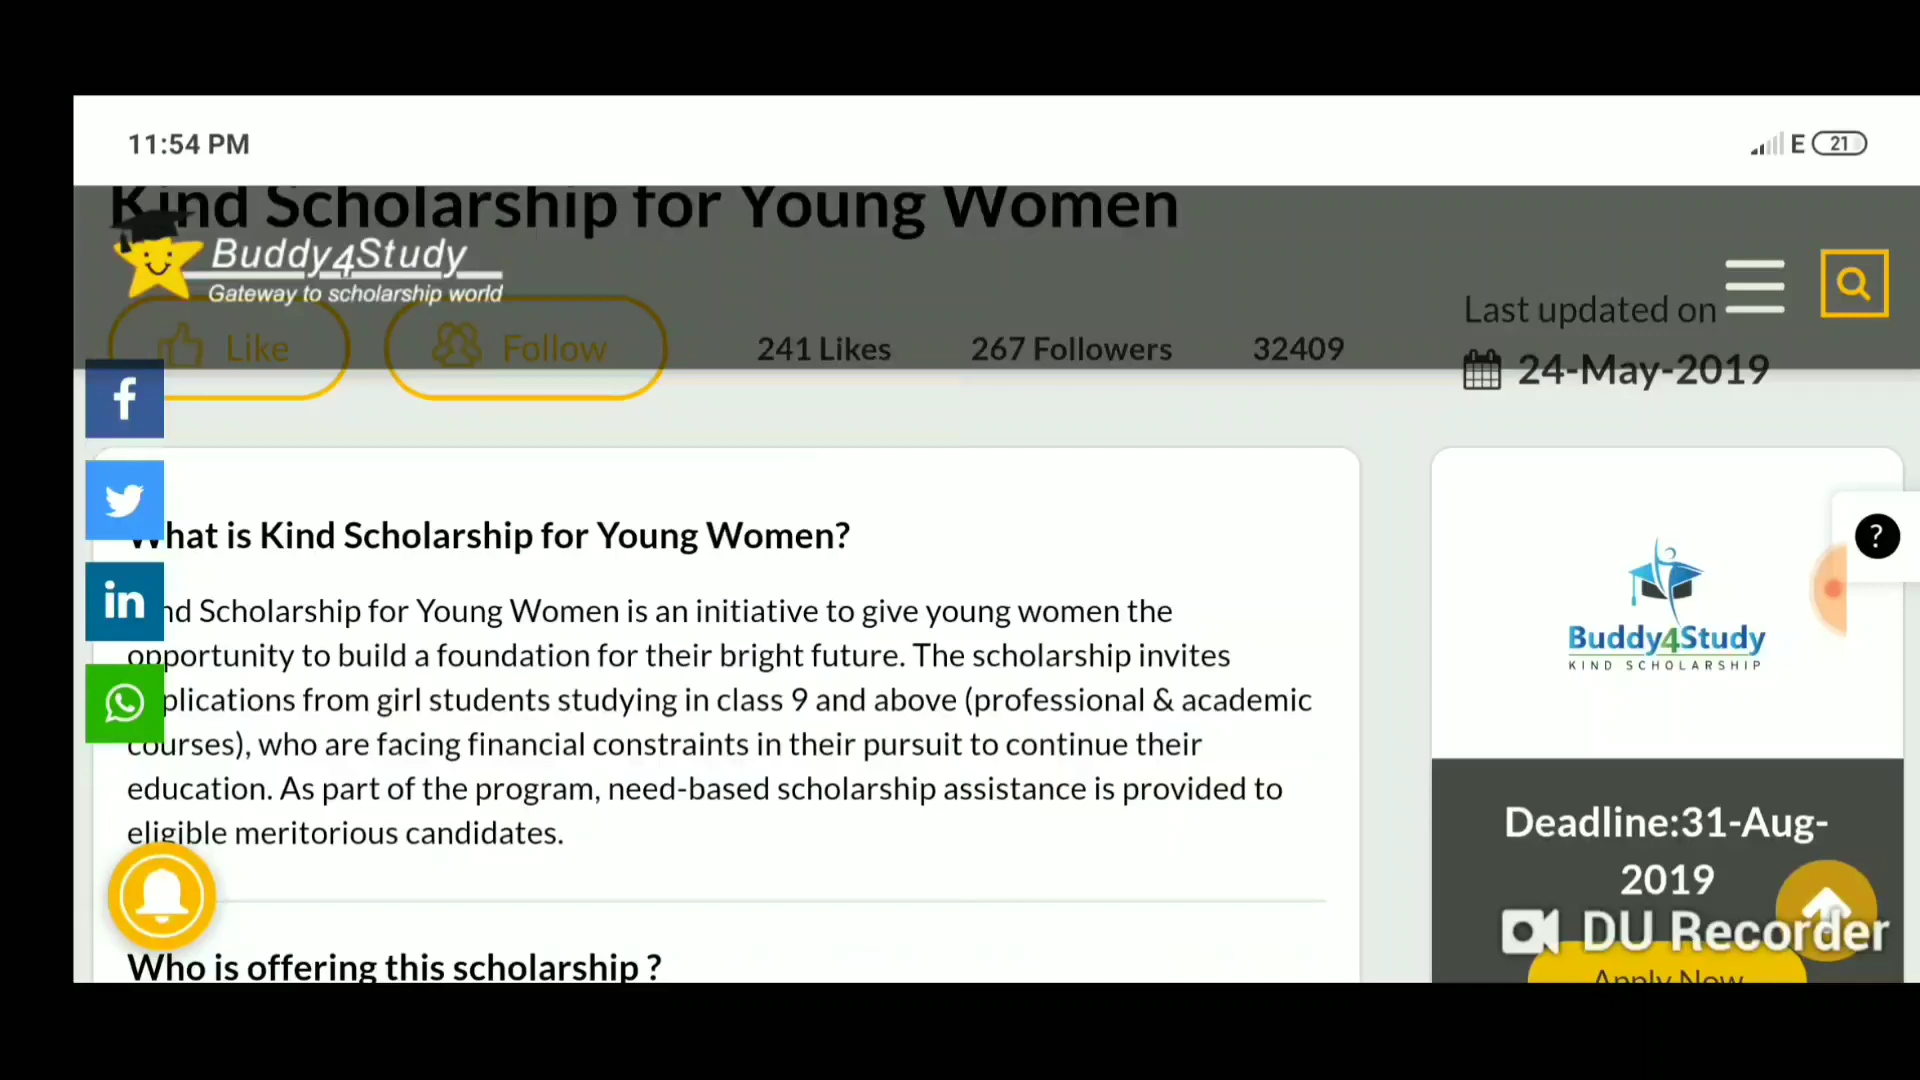 11:54 PM
E 21
Kind Scholarship for Young Women
Buddy4Study
Gateway to scholarship world
Last updated on
Like
Follow
241 Likes
267 Followers
32409
24-May-2019
f
What is Kind Scholarship for Young Women?
in
nd Scholarship for Young Women is an initiative to give young women the
opportunity to build a foundation for their bright future. The scholarship invites
plications from girl students studying in class 9 and above (professional & academic
courses), who are facing financial constraints in their pursuit to continue their
education. As part of the program, need-based scholarship assistance is provided to
eligible meritorious candidates.
Who is offering this scholarship ?
?
Buddy4Study
KIND SCHOLARSHIP
Deadline:31-Aug-
2019
DU Recorder
Apply Now